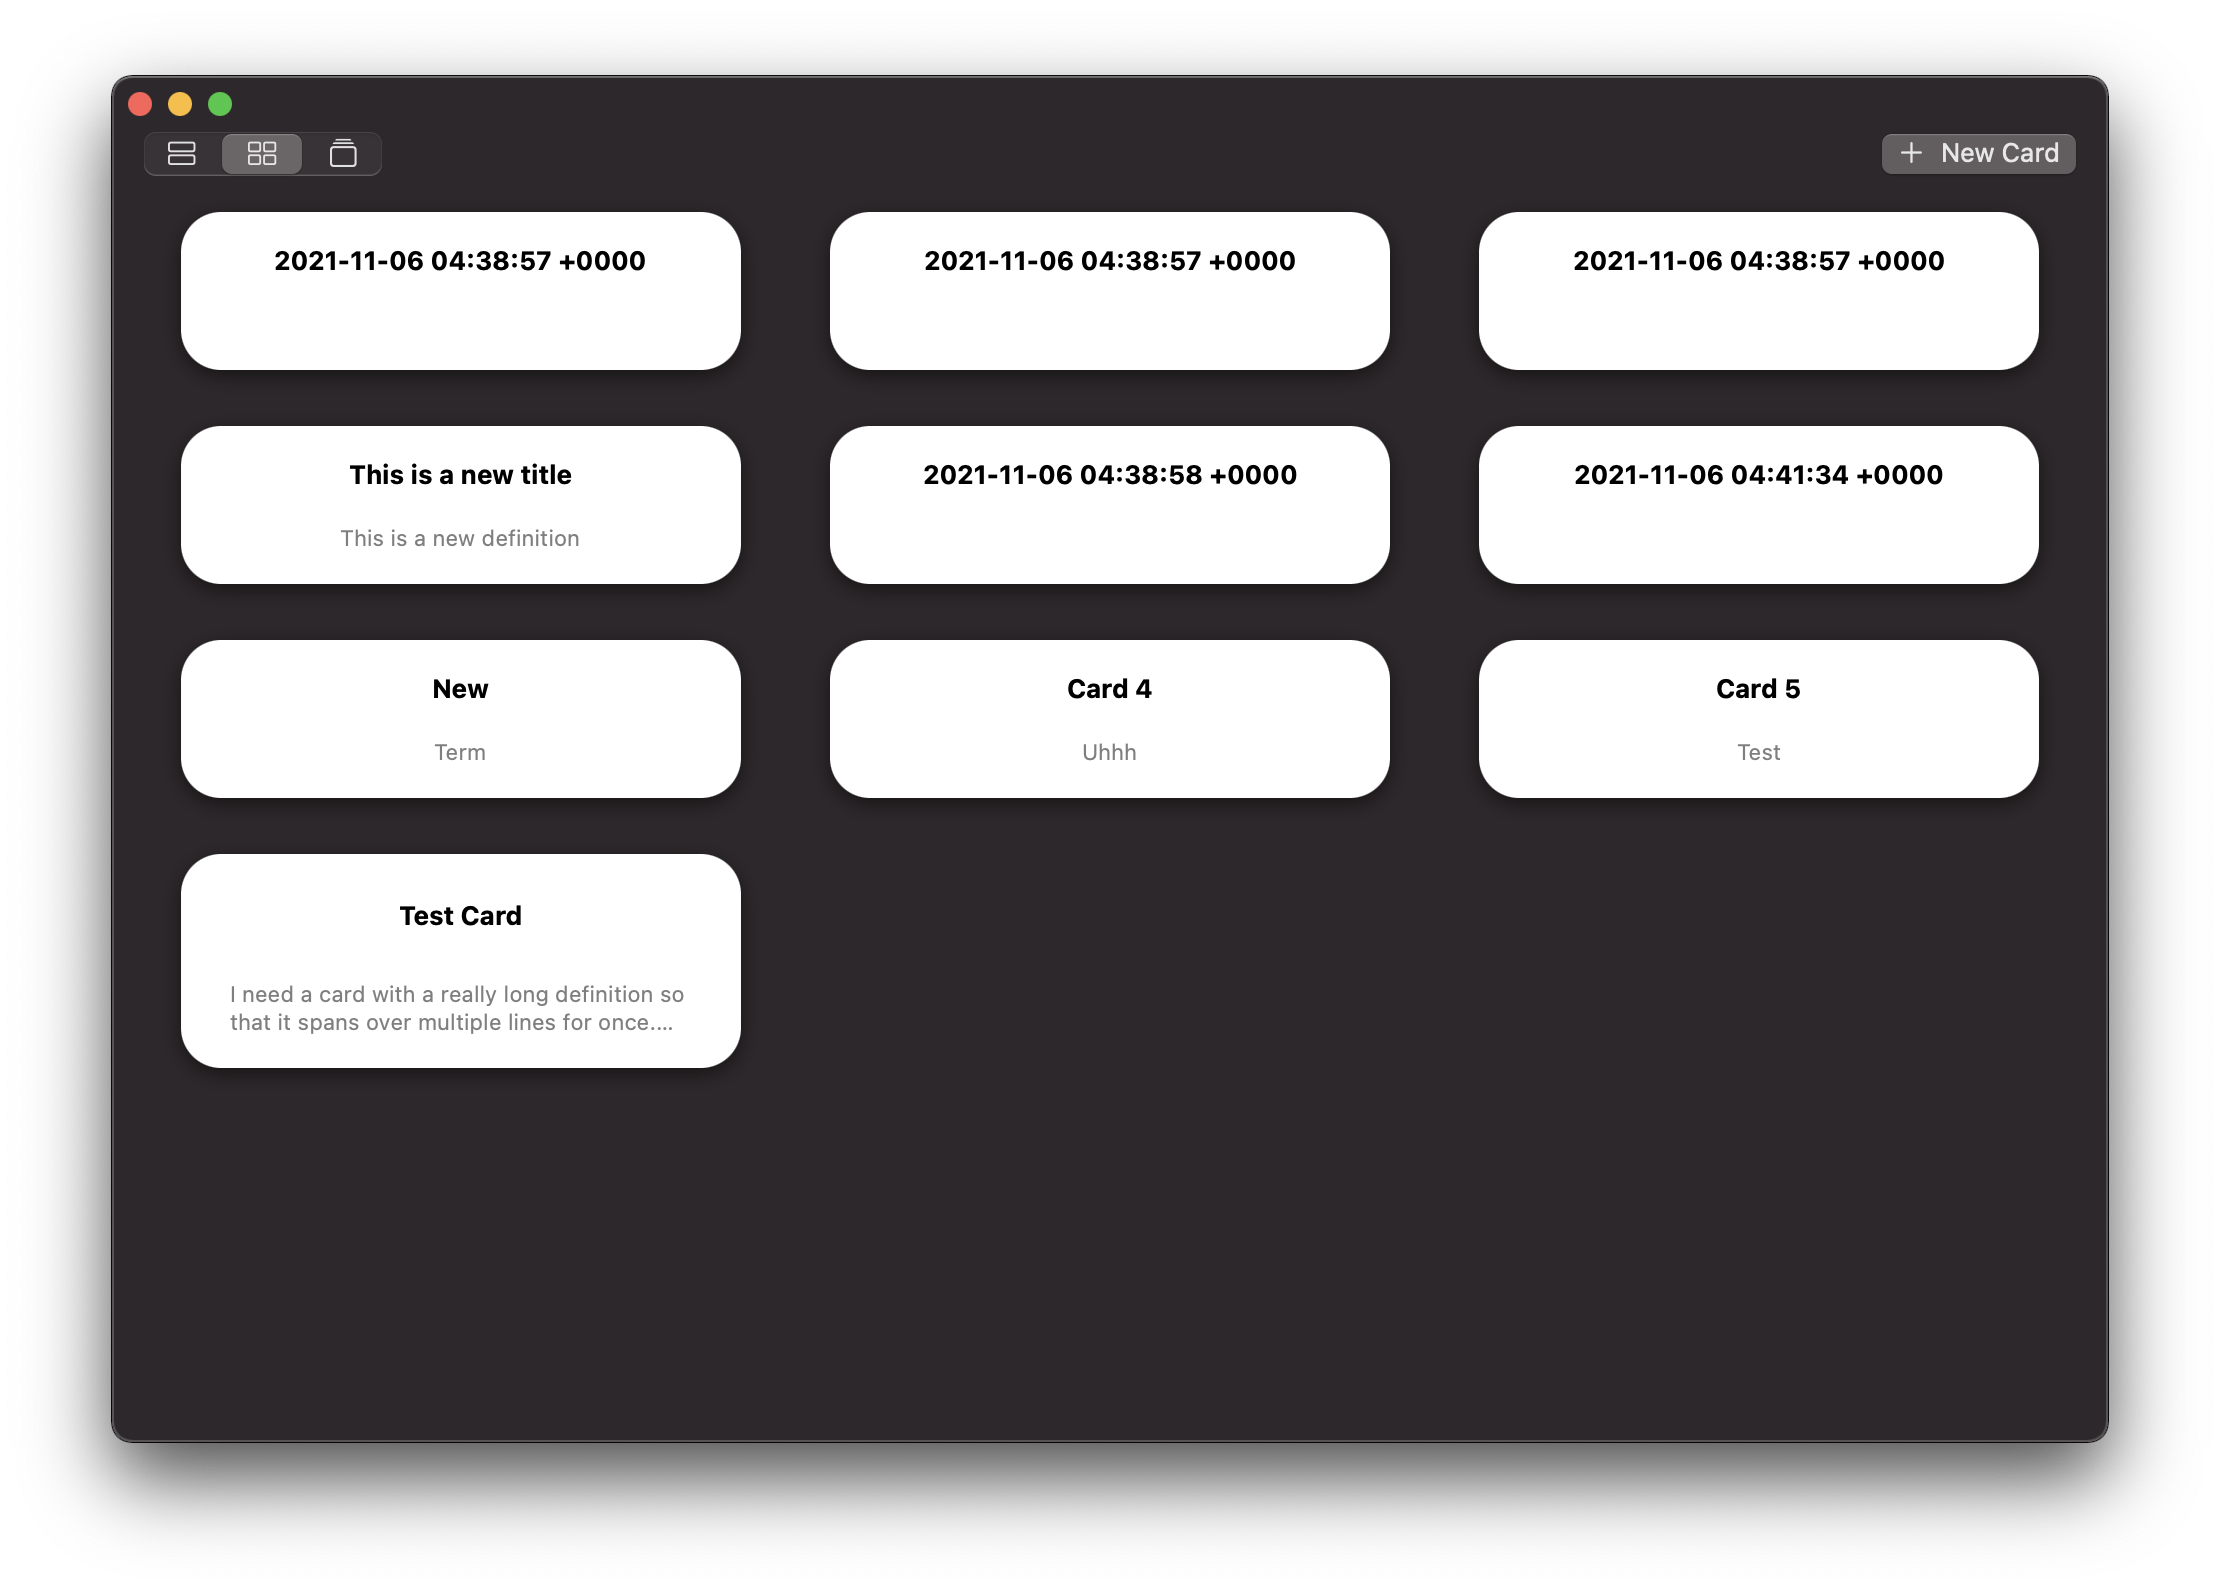 New Card
2021-11-06 04:38:57 +0000
2021-11-06 04:38:57 +0000
2021-11-06 04:38:57 +0000
This is a new title
This is a new definition
2021-11-06 04:38:58 +0000
2021-11-06 04:41:34 +0000
New
Term
Card 4
Uhhh
Card 5
Test
Test Card
I need a card with a really long definition so
that it spans over multiple lines for once....